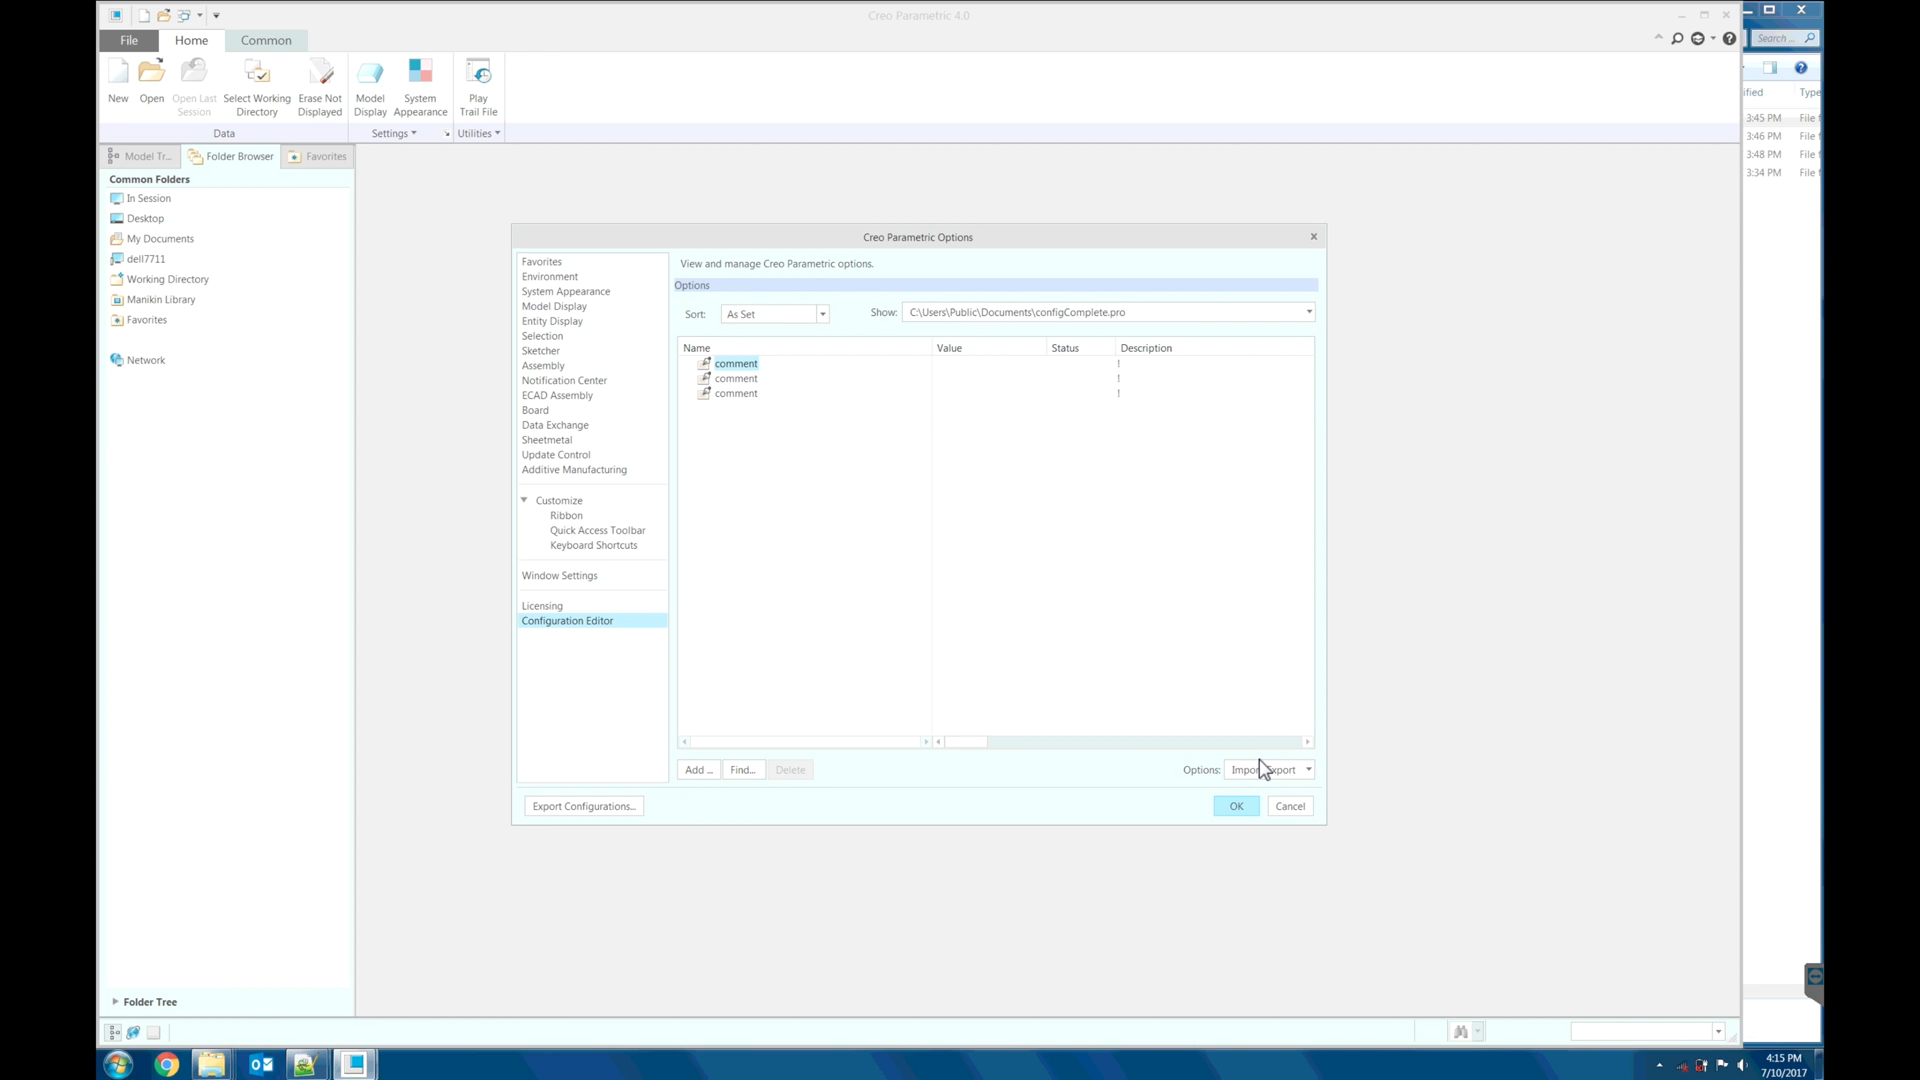 Creo Parametric 4.0
File
Home
Common
Search ...
New
Open
Open Last
Session
Select Working
Directory
Erase Not
Displayed
Model
Display
System
Appearance
Play
Trail File
Data
Settings
Utilities
ified
Type
3:45 PM File f
3:46 PM File f
3:48 PM File f
3:34 PM File f
Model Tr...
Folder Browser
Favorites
Common Folders
In Session
Desktop
My Documents
dell7711
Working Directory
Manikin Library
Favorites
Network
Folder Tree
Creo Parametric Options
Favorites
Environment
System Appearance
Model Display
Entity Display
Selection
Sketcher
Assembly
Notification Center
ECAD Assembly
Board
Data Exchange
Sheetmetal
Update Control
Additive Manufacturing
Customize
Ribbon
Quick Access Toolbar
Keyboard Shortcuts
Window Settings
Licensing
Configuration Editor
View and manage Creo Parametric options.
Options
Sort: As Set
Show: C:\Users\Public\Documents\configComplete.pro
Name Value Status Description
comment !
comment !
comment !
Add ...
Find...
Delete
Options:
Export Configurations...
OK
Cancel
4:15 PM
7/10/2017